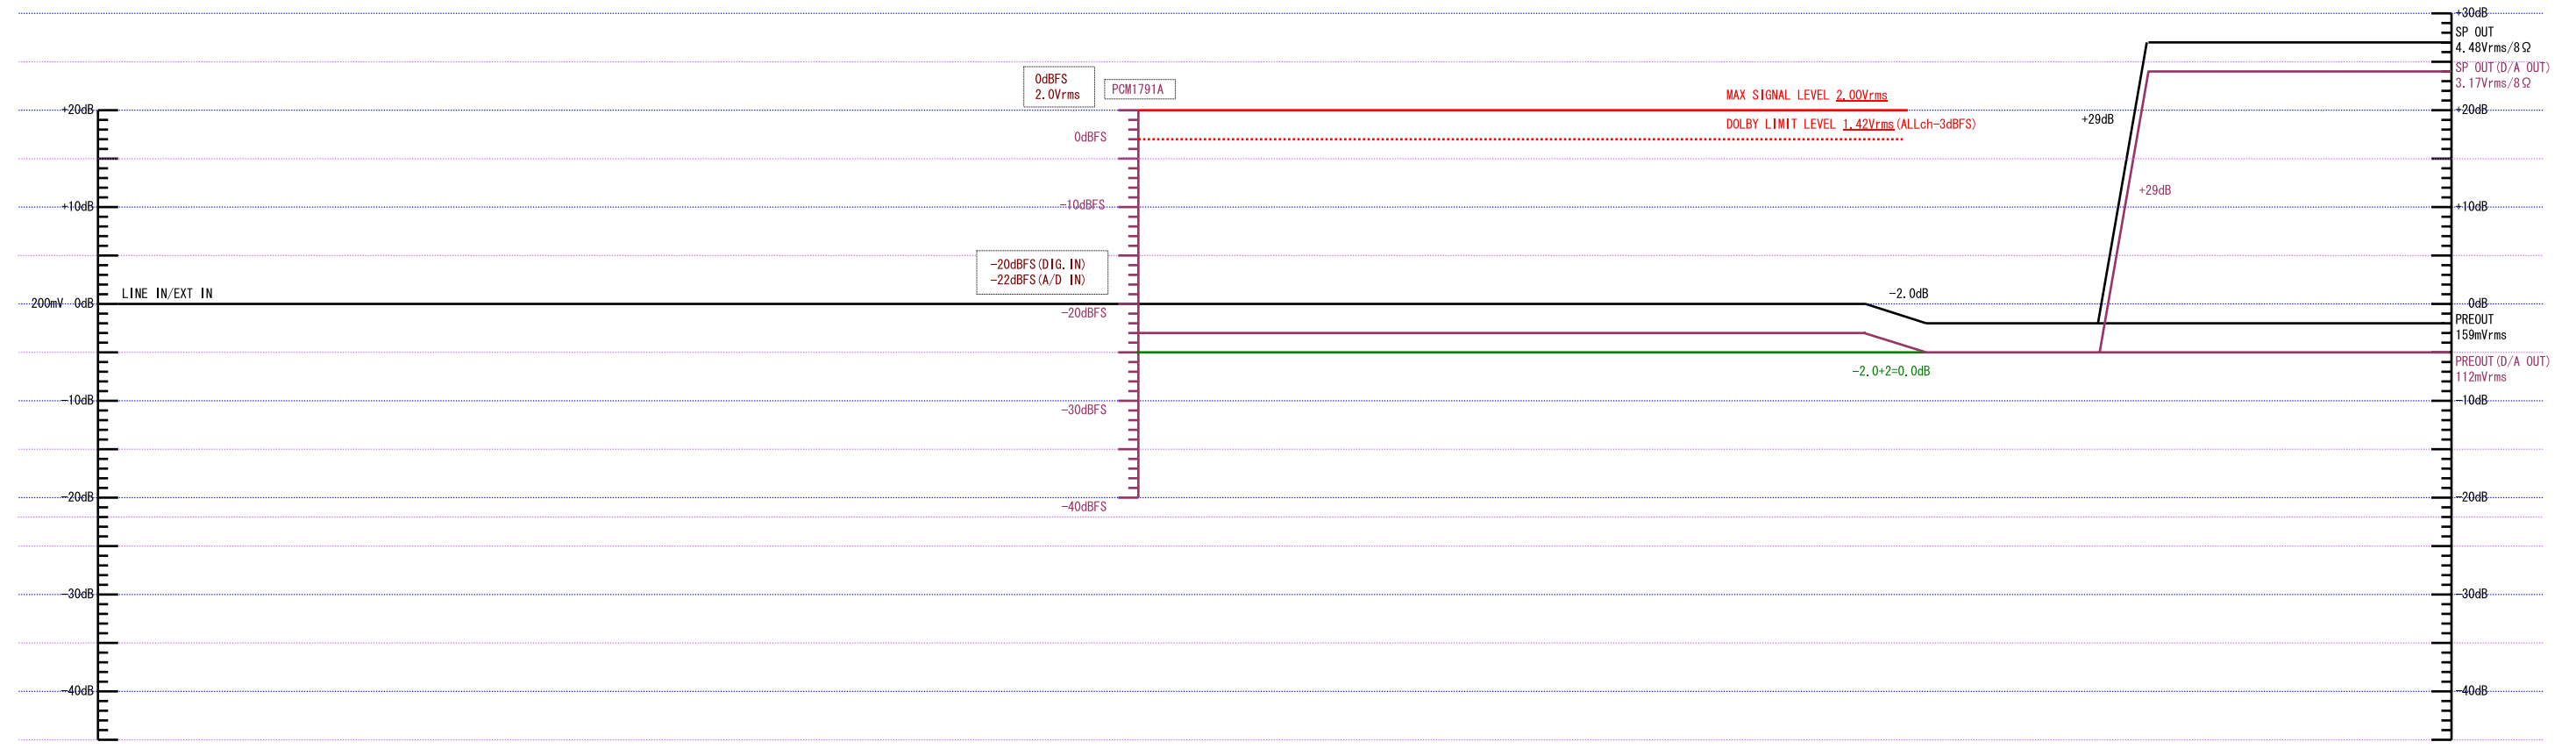 +30dB
SP OUT
4.48Vrms/8Ω
SP OUT(D/A OUT)
3.17Vrms/8Ω
0dBFS
2.0Vrms
PCM1791A
MAX SIGNAL LEVEL 2.00Vrms
+20dB
+20dB
DOLBY LIMIT LEVEL 1.42Vrms(ALLch-3dBFS)
+29dB
0dBFS
+29dB
+10dB
-10dBFS
+10dB
-20dBFS(DIG.IN)
-22dBFS(A/D IN)
LINE IN/EXT IN
-2.0dB
200mV 0dB
0dB
-20dBFS
PREOUT
159mVrms
PREOUT(D/A OUT)
112mVrms
-2.0+2=0.0dB
-10dB
-10dB
-30dBFS
-20dB
-20dB
-40dBFS
-30dB
-30dB
-40dB
-40dB